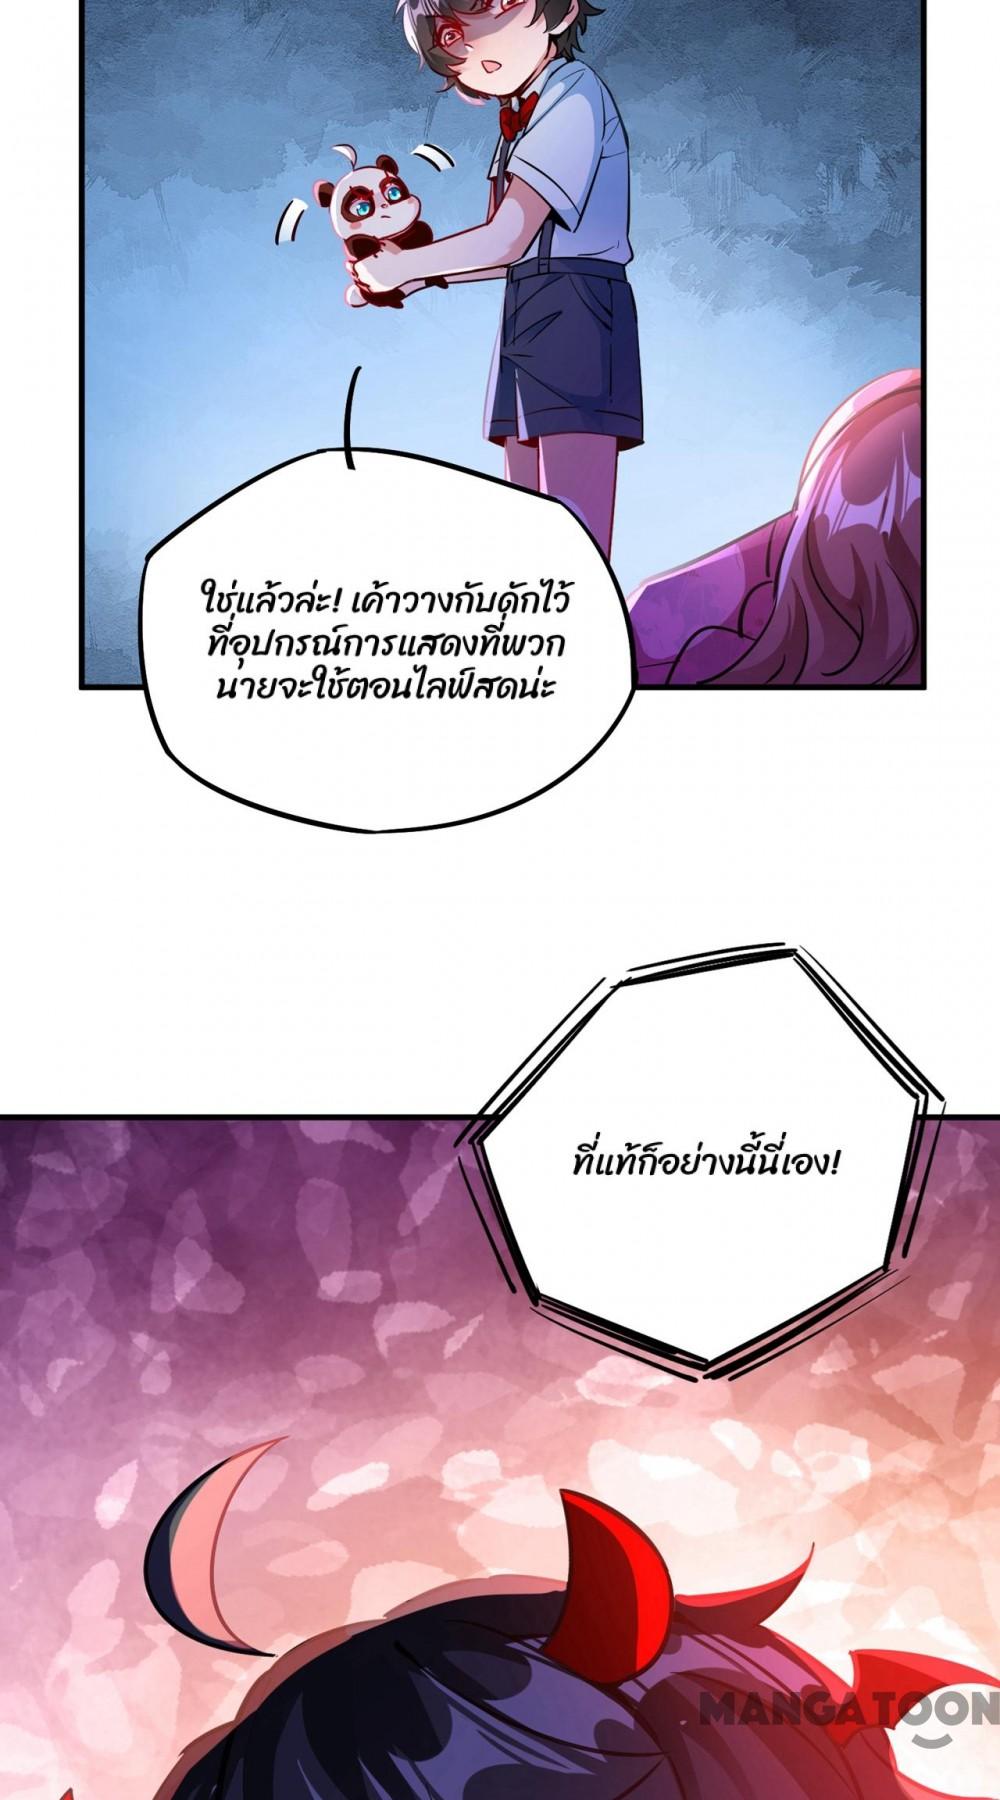 ใช่แล้วล่ะ! เค้าวางกับดักไว้
ที่อุปกรณ์การแสดงที่พวก
นายจะใช้ตอนไลฟ์สดน่ะ
ที่แท้ก็อย่างนี้นี่เอง!
MANGATOON